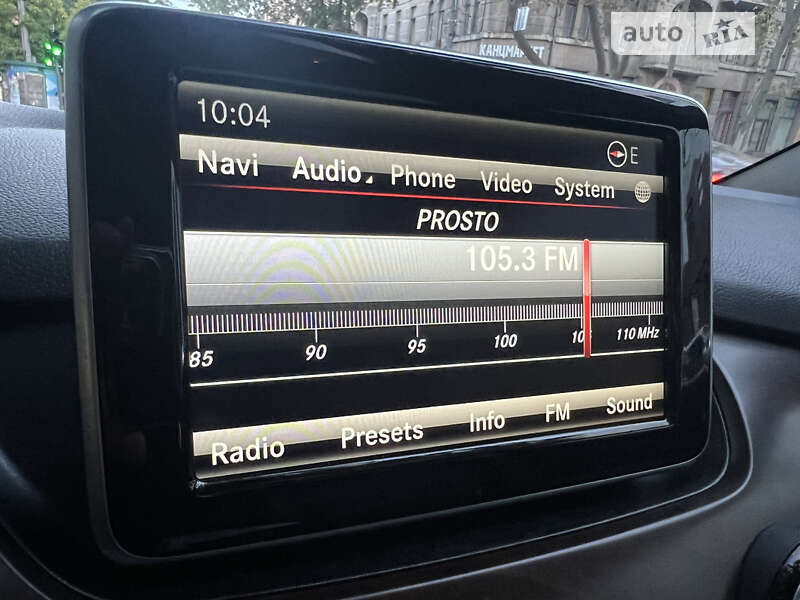 КАНЦМАРКЕТ
auto RIA
10:04
E
Navi Audio Phone Video System
PROSTO
105.3 FM
85 90 95 100 105 110 MHz
Radio Presets Info FM Sound